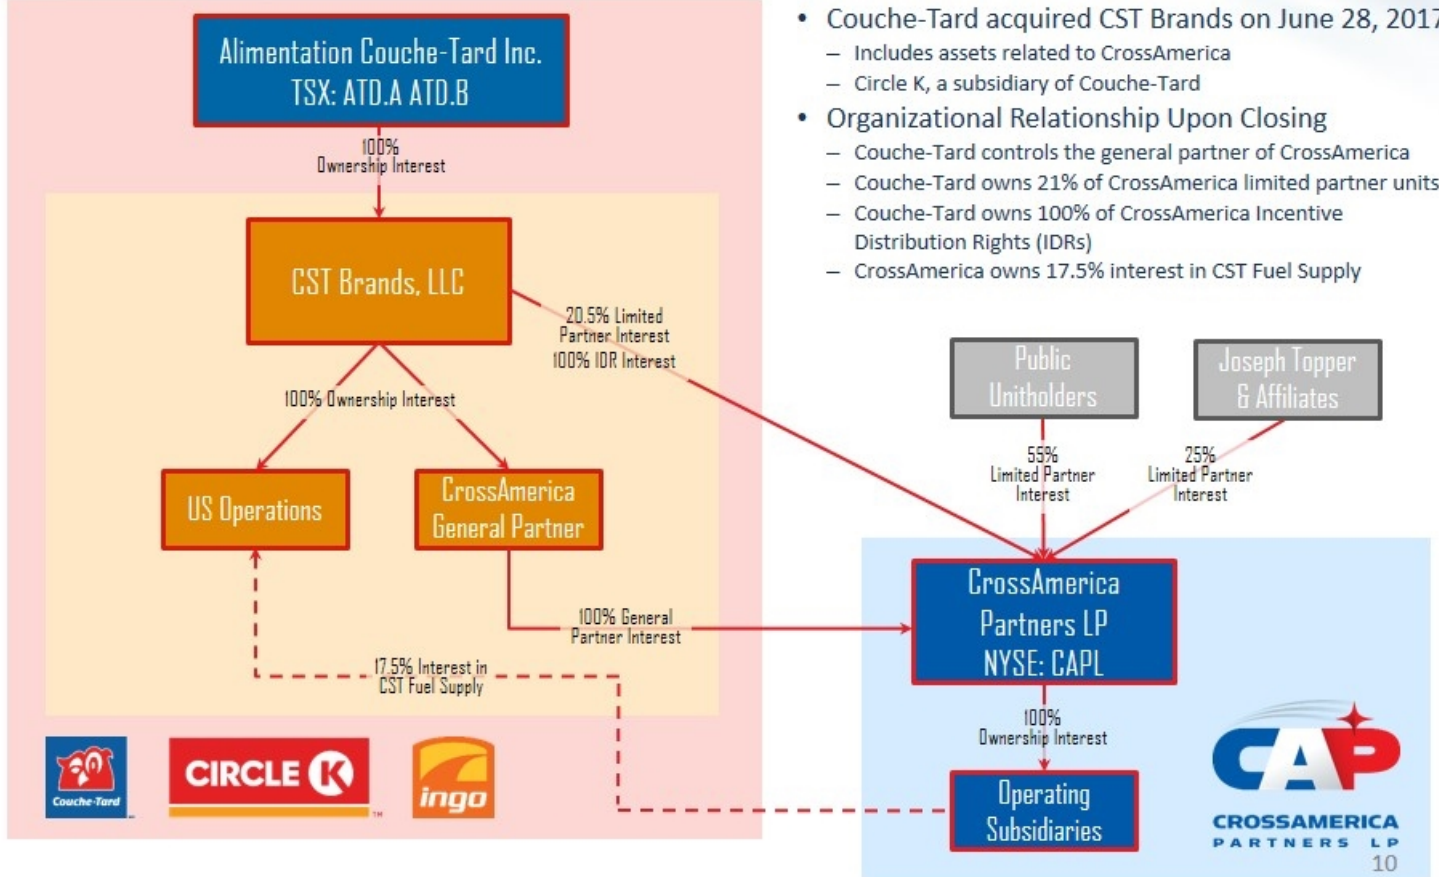 Alimentation Couche-Tard Inc.
TSX: ATD.A ATD.B
100%
Ownership Interest
CST Brands, LLC
20.5% Limited
Partner Interest
100% IDR Interest
100% Ownership Interest
US Operations
CrossAmerica
General Partner
100% General
Partner Interest
17.5% Interest in
CST Fuel Supply
Couche-Tard
CIRCLE K
TM
ingo
• Couche-Tard acquired CST Brands on June 28, 2017
– Includes assets related to CrossAmerica
– Circle K, a subsidiary of Couche-Tard
• Organizational Relationship Upon Closing
– Couche-Tard controls the general partner of CrossAmerica
– Couche-Tard owns 21% of CrossAmerica limited partner units
– Couche-Tard owns 100% of CrossAmerica Incentive
Distribution Rights (IDRs)
– CrossAmerica owns 17.5% interest in CST Fuel Supply
Public
Unitholders
Joseph Topper
& Affiliates
55%
Limited Partner
Interest
25%
Limited Partner
Interest
CrossAmerica
Partners LP
NYSE: CAPL
100%
Ownership Interest
Operating
Subsidiaries
CAP
CROSSAMERICA
PARTNERS LP
10